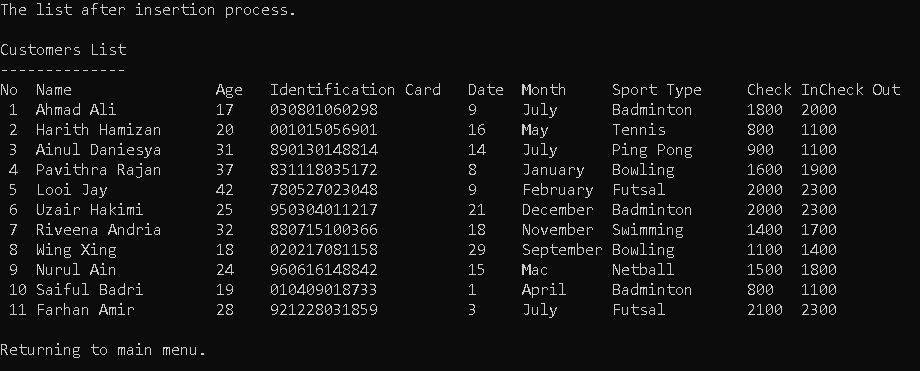 The list after insertion process.
Customers List
--------------
No Name Age Identification Card Date Month Sport Type Check InCheck Out
1 Ahmad Ali 17 030801060298 9 July Badminton 1800 2000
2 Harith Hamizan 20 001015056901 16 May Tennis 800 1100
3 Ainul Daniesya 31 890130148814 14 July Ping Pong 900 1100
4 Pavithra Rajan 37 831118035172 8 January Bowling 1600 1900
5 Looi Jay 42 780527023048 9 February Futsal 2000 2300
6 Uzair Hakimi 25 950304011217 21 December Badminton 2000 2300
7 Riveena Andria 32 880715100366 18 November Swimming 1400 1700
8 Wing Xing 18 020217081158 29 September Bowling 1100 1400
9 Nurul Ain 24 960616148842 15 Mac Netball 1500 1800
10 Saiful Badri 19 010409018733 1 April Badminton 800 1100
11 Farhan Amir 28 921228031859 3 July Futsal 2100 2300
Returning to main menu.